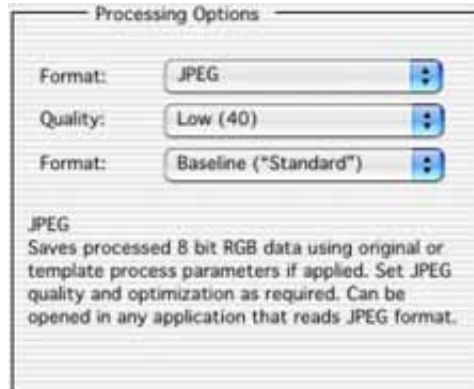 Processing Options
Format: JPEG
Quality: Low (40)
Format: Baseline ("Standard")
JPEG
Saves processed 8 bit RGB data using original or
template process parameters if applied. Set JPEG
quality and optimization as required. Can be
opened in any application that reads JPEG format.